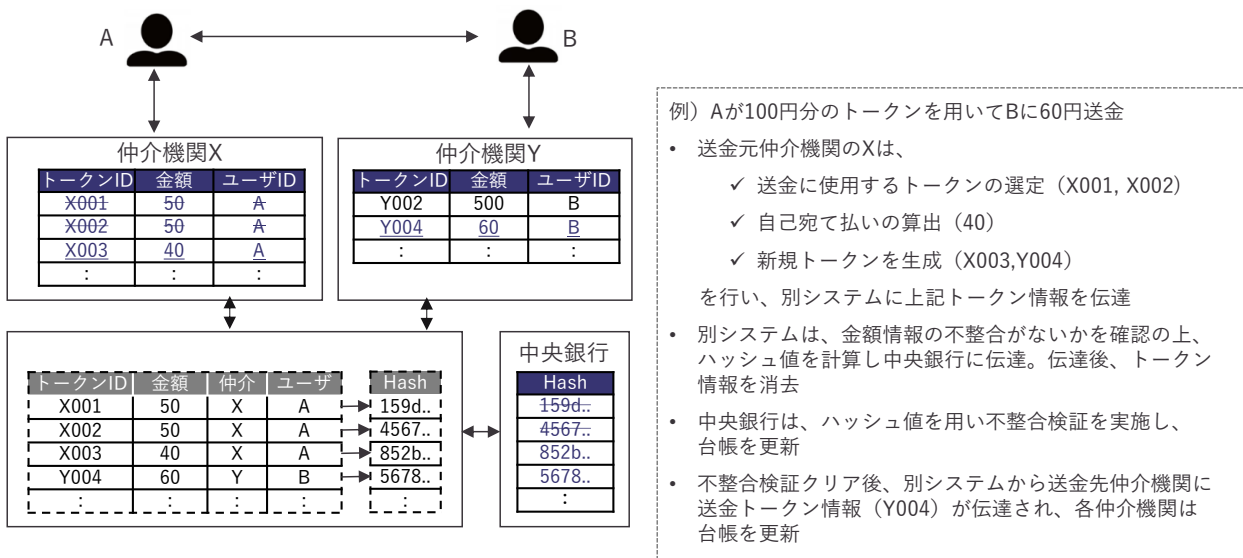 A
B
仲介機関X
トークンID 金額 ユーザID
X001 50 A
X002 50 A
X003 40 A
: : :
仲介機関Y
トークンID 金額 ユーザID
Y002 500 B
Y004 60 B
: : :
トークンID 金額 仲介 ユーザ Hash
X001 50 X A 159d..
X002 50 X A 4567..
X003 40 X A 852b..
Y004 60 Y B 5678..
: : : : :
中央銀行
Hash
159d..
4567..
852b..
5678..
:
例）Aが100円分のトークンを用いてBに60円送金
• 送金元仲介機関のXは、
✓ 送金に使用するトークンの選定（X001, X002）
✓ 自己宛て払いの算出（40）
✓ 新規トークンを生成（X003,Y004）
を行い、別システムに上記トークン情報を伝達
• 別システムは、金額情報の不整合がないかを確認の上、
ハッシュ値を計算し中央銀行に伝達。伝達後、トークン
情報を消去
• 中央銀行は、ハッシュ値を用い不整合検証を実施し、
台帳を更新
• 不整合検証クリア後、別システムから送金先仲介機関に
送金トークン情報（Y004）が伝達され、各仲介機関は
台帳を更新